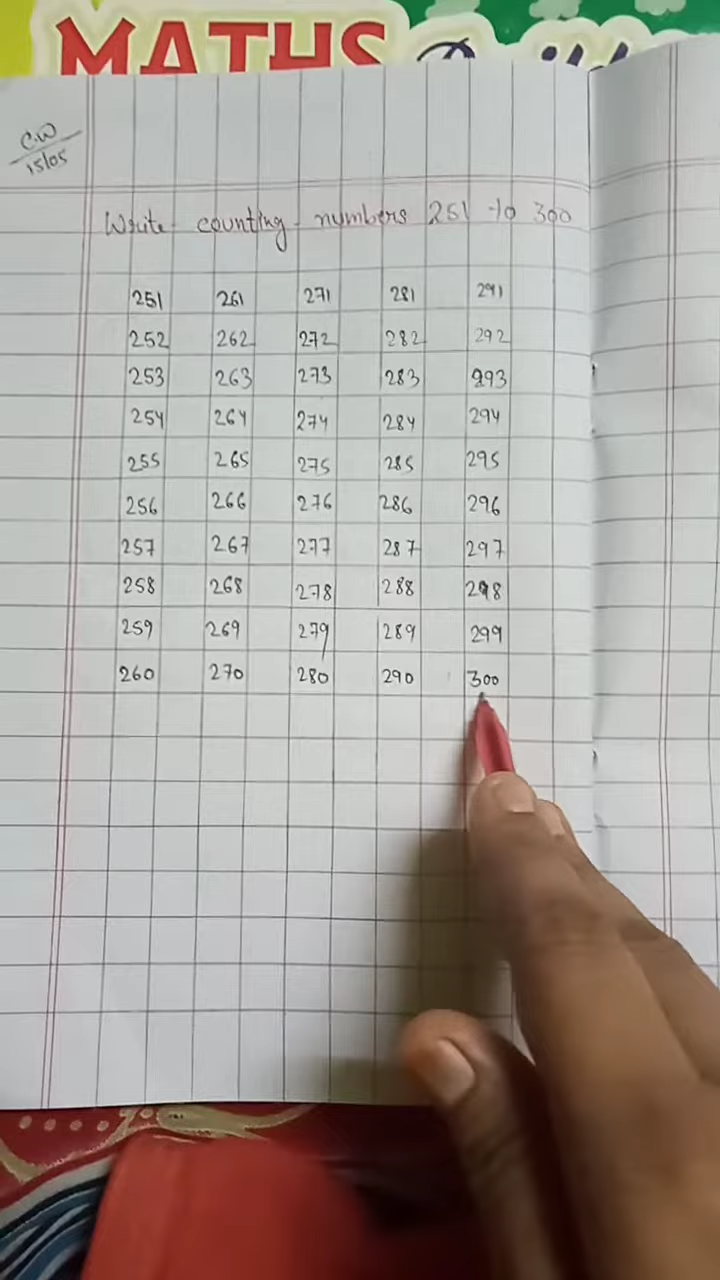 MATHS
C.W
15/05
Write counting numbers 251 to 300
251 261 271 281 291
252 262 272 282 292
253 263 273 283 293
254 264 274 284 294
255 265 275 285 295
256 266 276 286 296
257 267 277 287 297
258 268 278 288 298
259 269 279 289 299
260 270 280 290 300